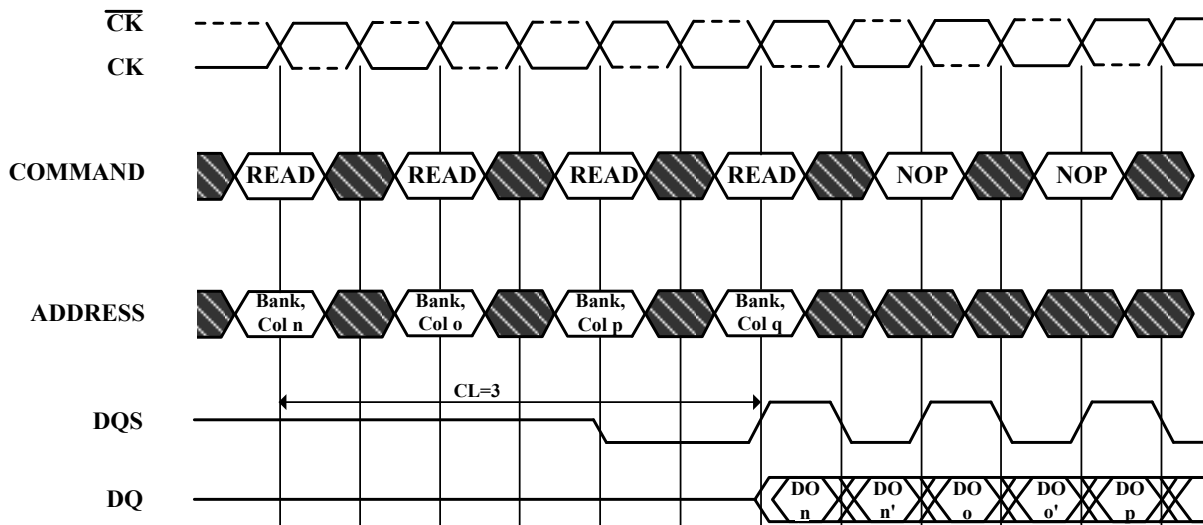 CK
CK
COMMAND READ READ READ READ NOP NOP
ADDRESS Bank, Col n Bank, Col o Bank, Col p Bank, Col q
CL=3
DQS
DQ DO n DO n' DO o DO o' DO p